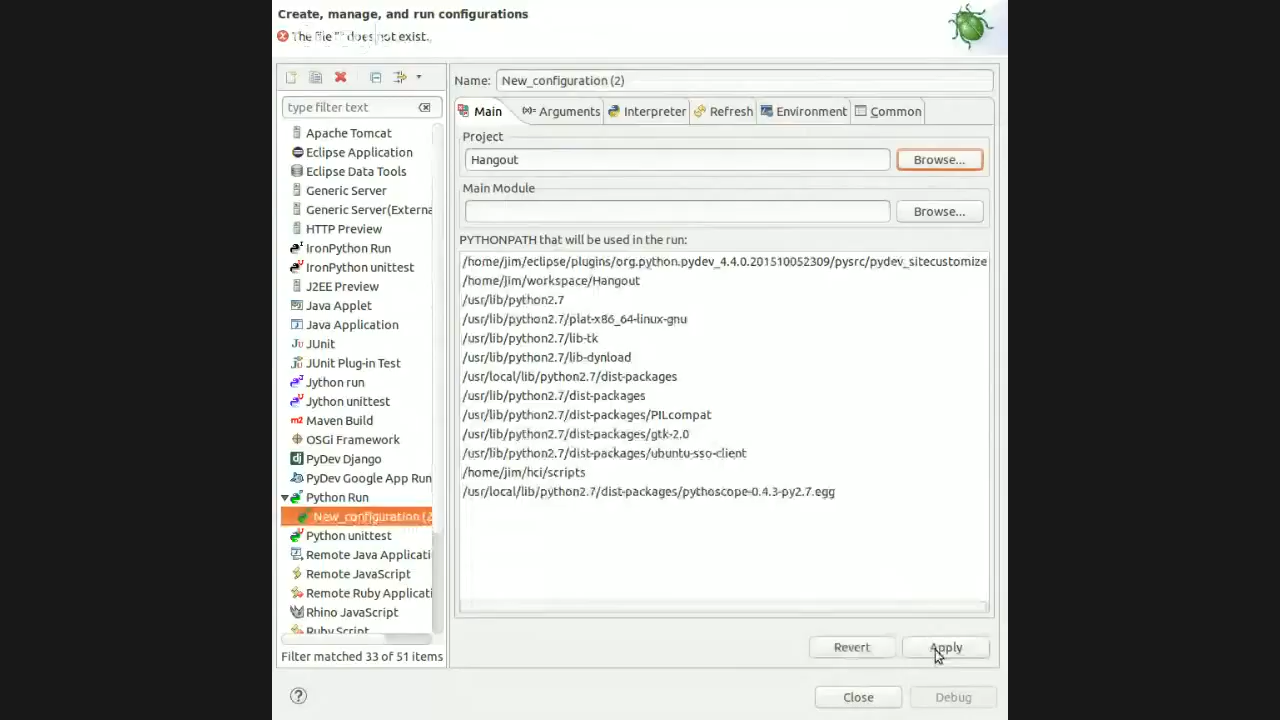 Create, manage, and run configurations
The file '' does not exist.
Name: New_configuration (2)
type filter text
Main Arguments Interpreter Refresh Environment Common
Apache Tomcat
Eclipse Application
Eclipse Data Tools
Generic Server
Generic Server(Externa
HTTP Preview
IronPython Run
IronPython unittest
J2EE Preview
Java Applet
Java Application
JUnit
JUnit Plug-in Test
Jython run
Jython unittest
Maven Build
OSGi Framework
PyDev Django
PyDev Google App Run
Python Run
New_configuration (2
Python unittest
Remote Java Applicati
Remote JavaScript
Remote Ruby Applicati
Rhino JavaScript
Ruby Script
Filter matched 33 of 51 items
Project
Hangout Browse...
Main Module
Browse...
PYTHONPATH that will be used in the run:
/home/jim/eclipse/plugins/org.python.pydev_4.4.0.201510052309/pysrc/pydev_sitecustomize
/home/jim/workspace/Hangout
/usr/lib/python2.7
/usr/lib/python2.7/plat-x86_64-linux-gnu
/usr/lib/python2.7/lib-tk
/usr/lib/python2.7/lib-dynload
/usr/local/lib/python2.7/dist-packages
/usr/lib/python2.7/dist-packages
/usr/lib/python2.7/dist-packages/PILcompat
/usr/lib/python2.7/dist-packages/gtk-2.0
/usr/lib/python2.7/dist-packages/ubuntu-sso-client
/home/jim/hci/scripts
/usr/local/lib/python2.7/dist-packages/pythoscope-0.4.3-py2.7.egg
Revert Apply
Close Debug